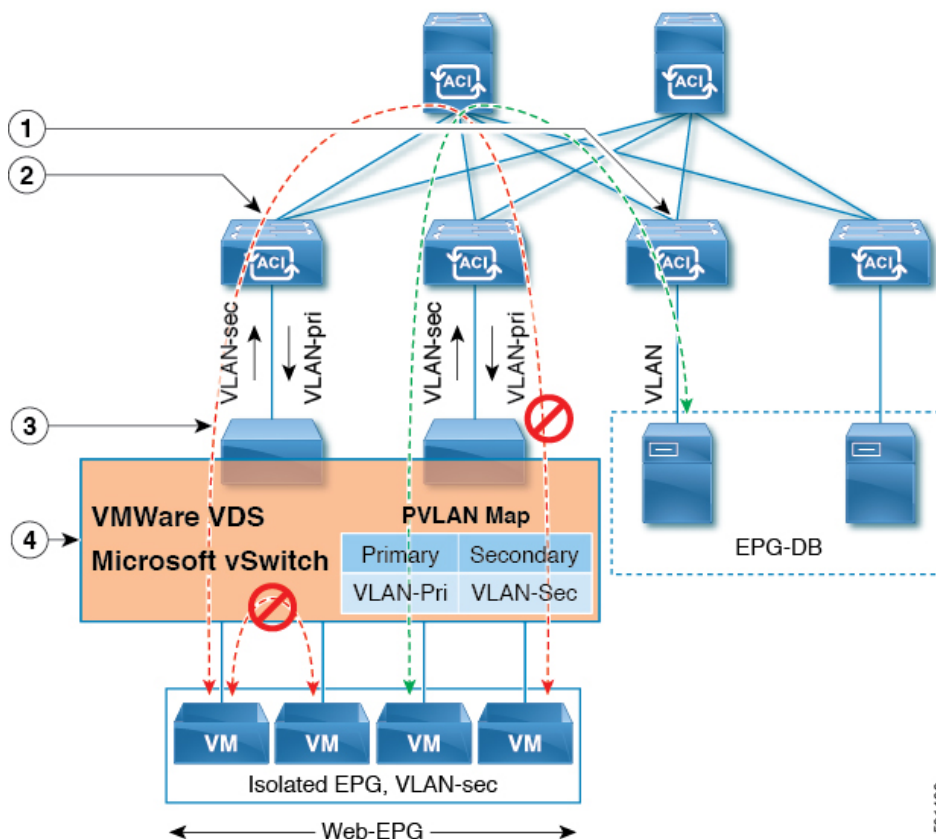 ACI
ACI
1
2
ACI
ACI
ACI
ACI
VLAN-sec
VLAN-pri
VLAN-sec
VLAN-pri
VLAN
3
4
VMWare VDS
Microsoft vSwitch
PVLAN Map
Primary
Secondary
VLAN-Pri
VLAN-Sec
EPG-DB
VM
VM
VM
VM
Isolated EPG, VLAN-sec
Web-EPG